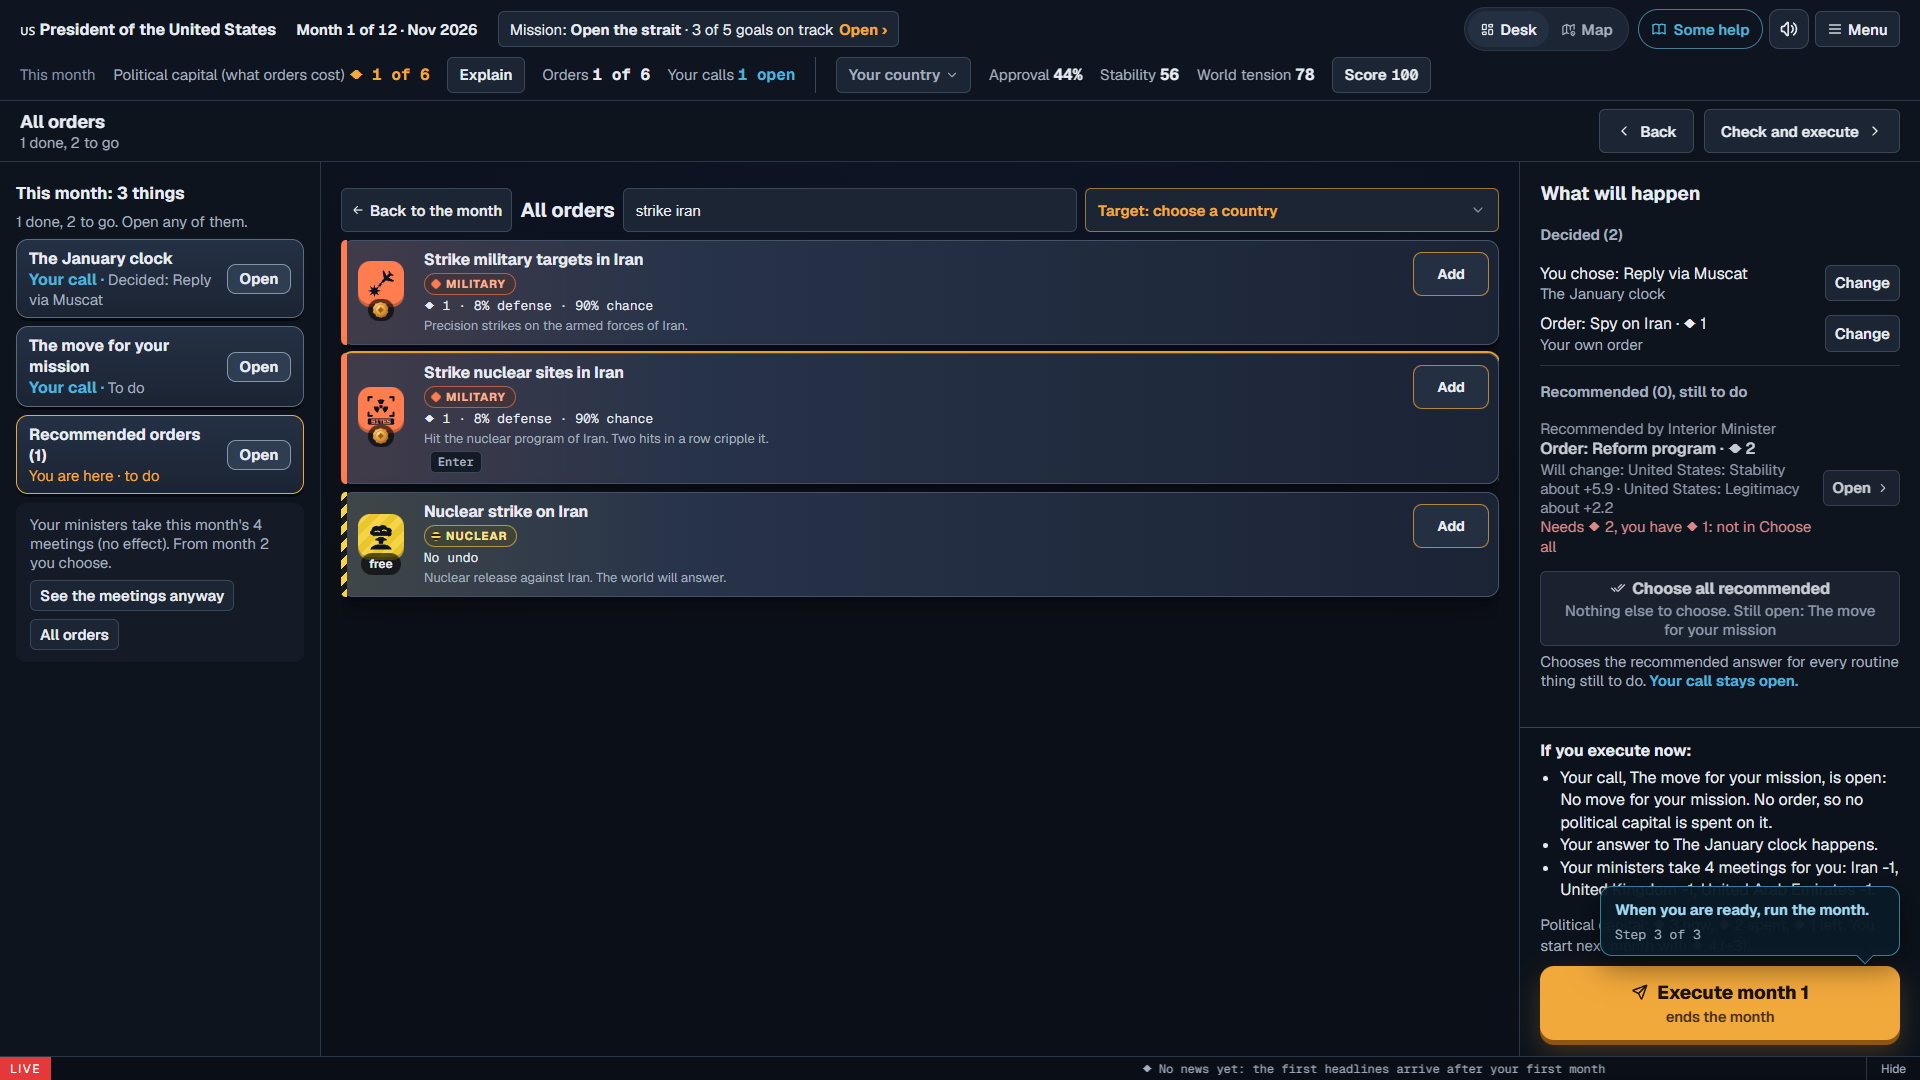 US President of the United States
Month 1 of 12 · Nov 2026
Mission: Open the strait · 3 of 5 goals on track Open ›
Desk
Map
Some help
Menu
This month
Political capital (what orders cost) ◆ 1 of 6
Explain
Orders 1 of 6
Your calls 1 open
Your country
Approval 44%
Stability 56
World tension 78
Score 100
All orders
1 done, 2 to go
Back
Check and execute
This month: 3 things
1 done, 2 to go. Open any of them.
The January clock
Your call · Decided: Reply
via Muscat
Open
The move for your
mission
Your call · To do
Open
Recommended orders
(1)
You are here · to do
Open
Your ministers take this month's 4
meetings (no effect). From month 2
you choose.
See the meetings anyway
All orders
← Back to the month
All orders
strike iran
Target: choose a country
Strike military targets in Iran
MILITARY
◆ 1 · 8% defense · 90% chance
Precision strikes on the armed forces of Iran.
Add
Strike nuclear sites in Iran
MILITARY
◆ 1 · 8% defense · 90% chance
Hit the nuclear program of Iran. Two hits in a row cripple it.
Enter
Add
SITES
Nuclear strike on Iran
NUCLEAR
No undo
Nuclear release against Iran. The world will answer.
free
Add
What will happen
Decided (2)
You chose: Reply via Muscat
The January clock
Change
Order: Spy on Iran · ◆ 1
Your own order
Change
Recommended (0), still to do
Recommended by Interior Minister
Order: Reform program · ◆ 2
Will change: United States: Stability
about +5.9 · United States: Legitimacy
about +2.2
Needs ◆ 2, you have ◆ 1: not in Choose
all
Open
Choose all recommended
Nothing else to choose. Still open: The move
for your mission
Chooses the recommended answer for every routine
thing still to do. Your call stays open.
If you execute now:
• Your call, The move for your mission, is open:
No move for your mission. No order, so no
political capital is spent on it.
• Your answer to The January clock happens.
• Your ministers take 4 meetings for you: Iran -1,
United Kingdom -1, United Arab Emirates -1
Political
start nex
When you are ready, run the month.
Step 3 of 3
Execute month 1
ends the month
LIVE
◆ No news yet: the first headlines arrive after your first month
Hide